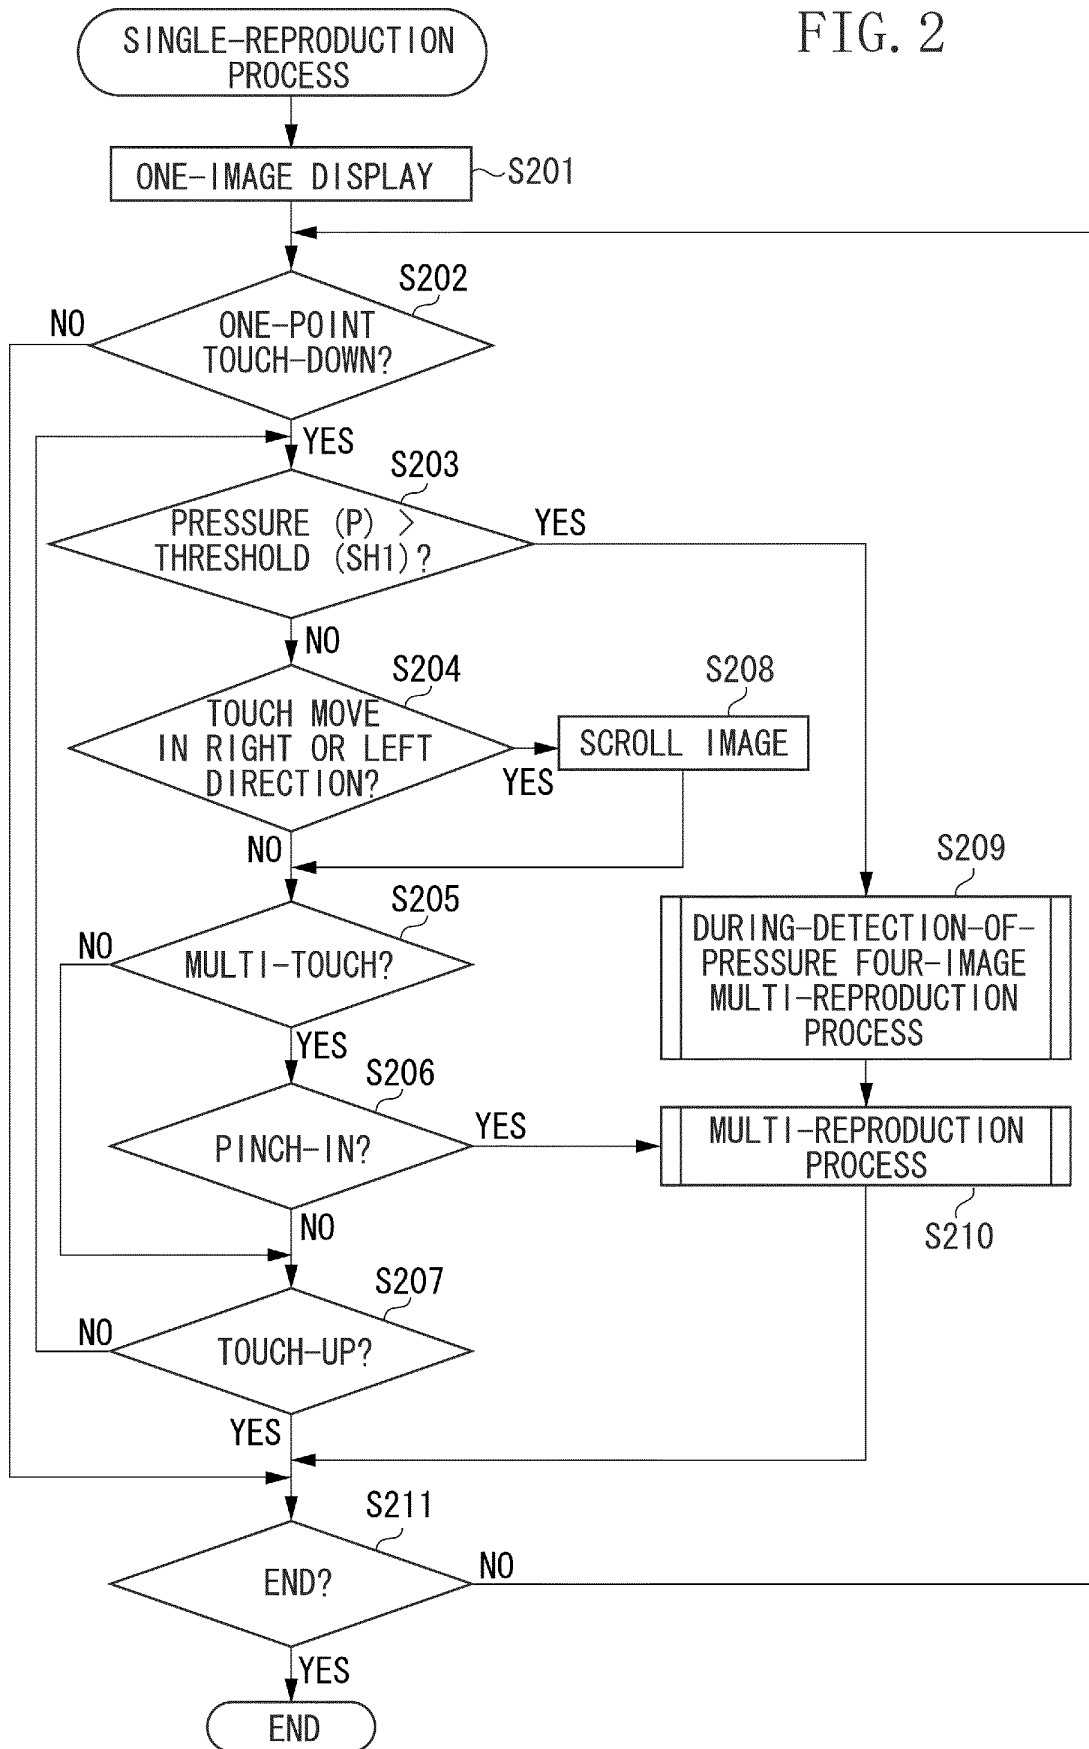 FIG. 2
SINGLE-REPRODUCTION
PROCESS
ONE-IMAGE DISPLAY
S201
S202
NO
ONE-POINT
TOUCH-DOWN?
YES
S203
PRESSURE (P) >
THRESHOLD (SH1)?
YES
NO
S204
TOUCH MOVE
IN RIGHT OR LEFT
DIRECTION?
YES
S208
SCROLL IMAGE
NO
S205
NO
MULTI-TOUCH?
YES
S209
DURING-DETECTION-OF-
PRESSURE FOUR-IMAGE
MULTI-REPRODUCTION
PROCESS
S206
PINCH-IN?
YES
MULTI-REPRODUCTION
PROCESS
S210
NO
S207
NO
TOUCH-UP?
YES
S211
END?
NO
YES
END